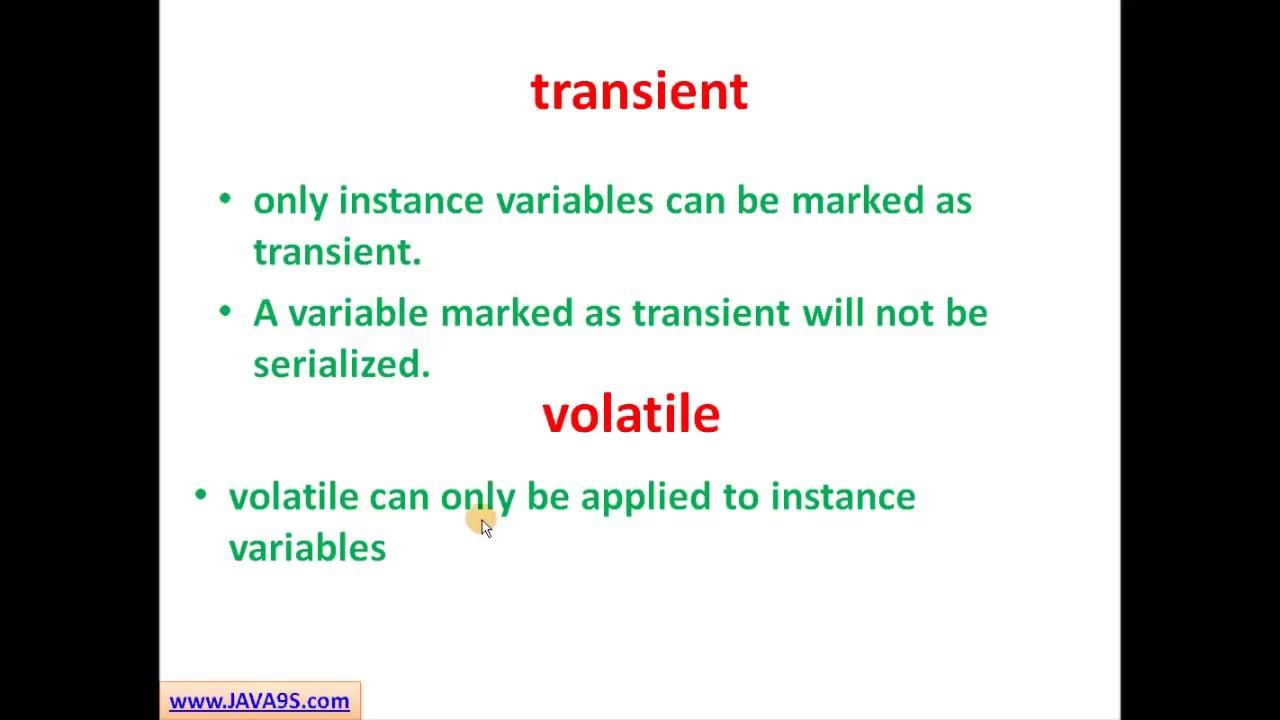 transient
• only instance variables can be marked as
transient.
• A variable marked as transient will not be
serialized.
volatile
• volatile can only be applied to instance
variables
www.JAVA9S.com